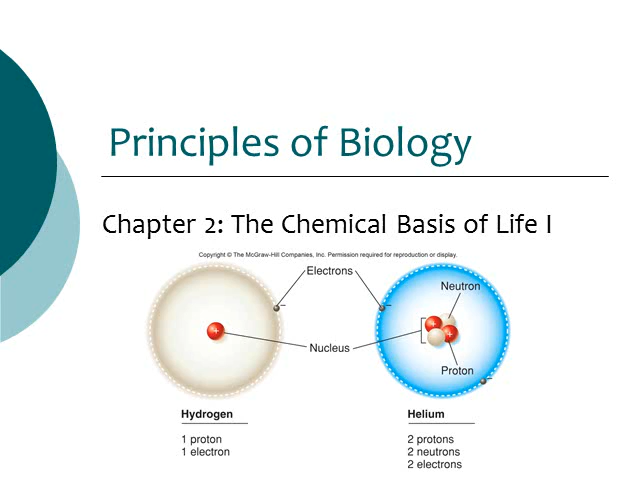 Principles of Biology
Chapter 2: The Chemical Basis of Life I
Copyright © The McGraw-Hill Companies, Inc. Permission required for reproduction or display.
Electrons
Neutron
Nucleus
Proton
+
+
+
−
−
−
Hydrogen
1 proton
1 electron
Helium
2 protons
2 neutrons
2 electrons